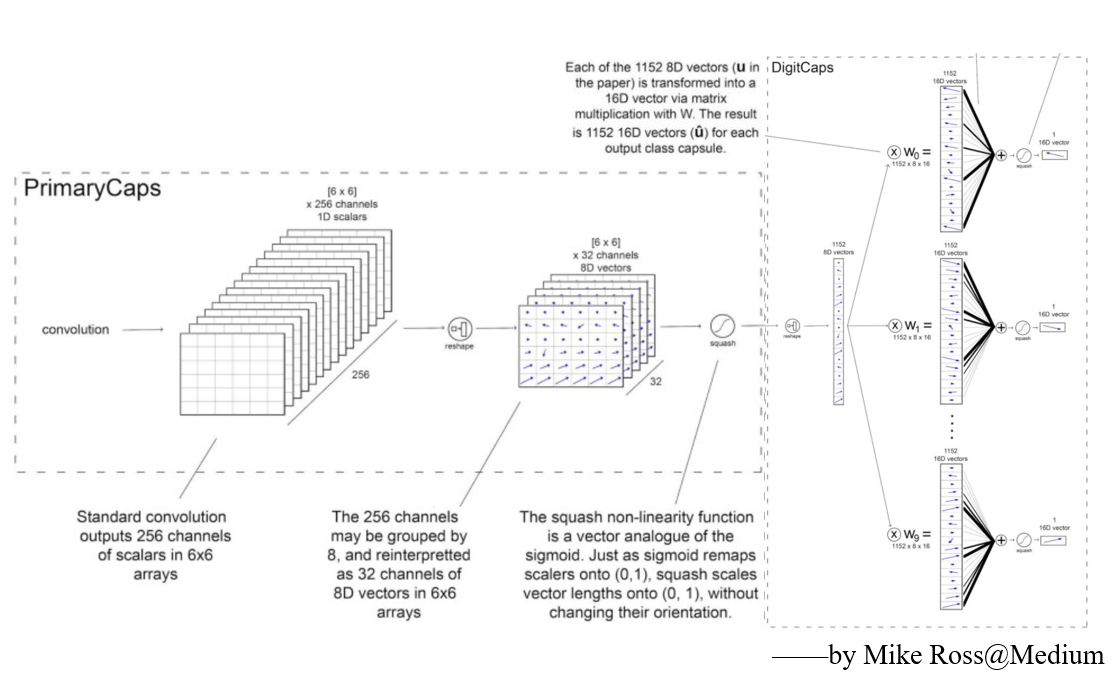 Each of the 1152 8D vectors (u in
the paper) is transformed into a
16D vector via matrix
multiplication with W. The result
is 1152 16D vectors (û) for each
output class capsule.
PrimaryCaps
[6 x 6]
x 256 channels
1D scalars
convolution
256
reshape
[6 x 6]
x 32 channels
8D vectors
32
squash
Standard convolution
outputs 256 channels
of scalars in 6x6
arrays
The 256 channels
may be grouped by
8, and reinterpretted
as 32 channels of
8D vectors in 6x6
arrays
The squash non-linearity function
is a vector analogue of the
sigmoid. Just as sigmoid remaps
scalers onto (0,1), squash scales
vector lengths onto (0, 1), without
changing their orientation.
DigitCaps
reshape
1152
8D vectors
1152
16D vectors
x W0 =
1152 x 8 x 16
+
squash
1
16D vector
1152
16D vectors
x W1 =
1152 x 8 x 16
+
squash
1
16D vector
1152
16D vectors
x W9 =
1152 x 8 x 16
+
squash
1
16D vector
——by Mike Ross@Medium